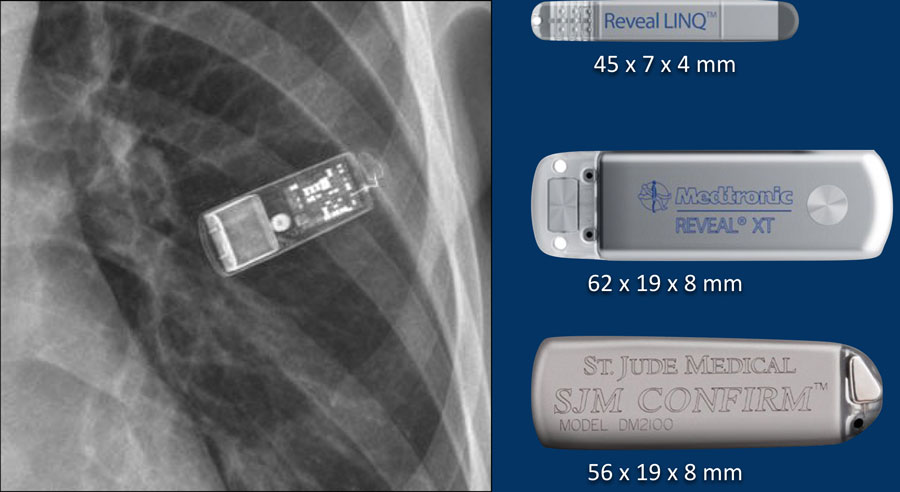 Reveal LINQ™
45 x 7 x 4 mm
Medtronic
REVEAL® XT
62 x 19 x 8 mm
ST. JUDE MEDICAL
SJM CONFIRM™
MODEL DM2100
56 x 19 x 8 mm